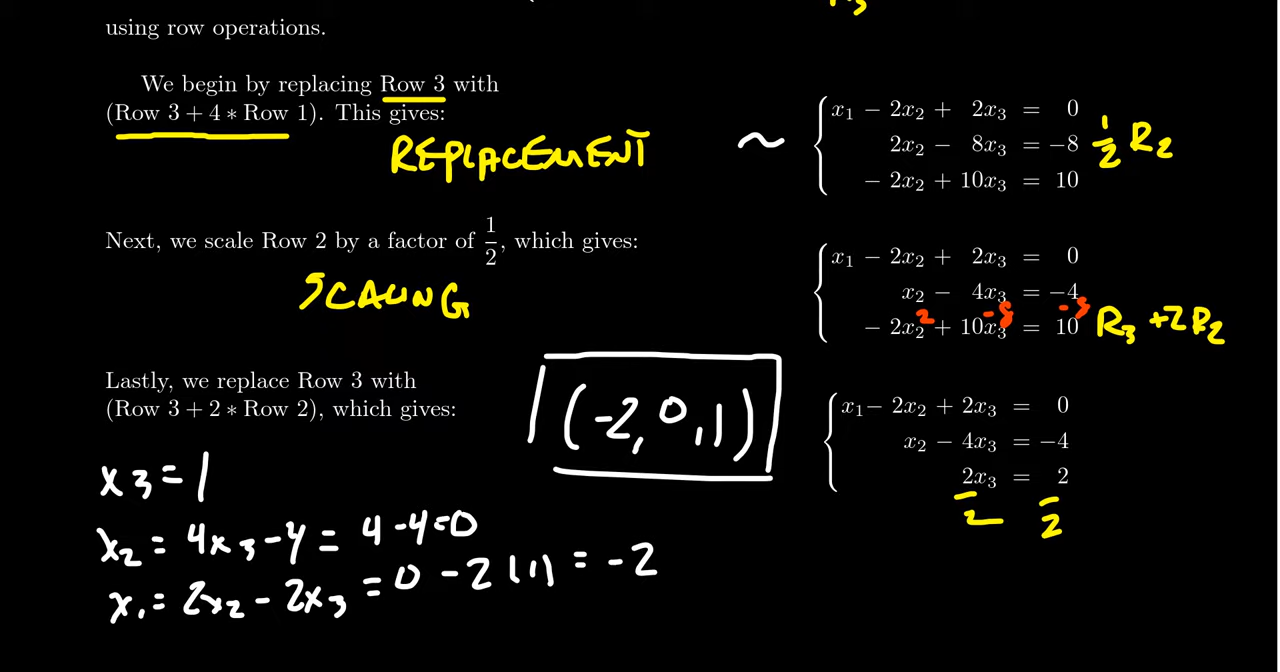 using row operations.
We begin by replacing Row 3 with
(Row 3 + 4 ∗ Row 1). This gives:
REPLACEMENT
∼
x₁ − 2x₂ + 2x₃ = 0
2x₂ − 8x₃ = −8
½ R₂
− 2x₂ + 10x₃ = 10
Next, we scale Row 2 by a factor of 1/2, which gives:
SCALING
x₁ − 2x₂ + 2x₃ = 0
x₂ − 4x₃ = −4
2 -8 -8
− 2x₂ + 10x₃ = 10
R₃ + 2R₂
Lastly, we replace Row 3 with
(Row 3 + 2 ∗ Row 2), which gives:
(-2, 0, 1)
x₁ − 2x₂ + 2x₃ = 0
x₂ − 4x₃ = −4
2x₃ = 2
2 2
x3 = 1
x₂ = 4x₃ - 4 = 4 - 4 = 0
x₁ = 2x₂ - 2x₃ = 0 - 2(1) = -2